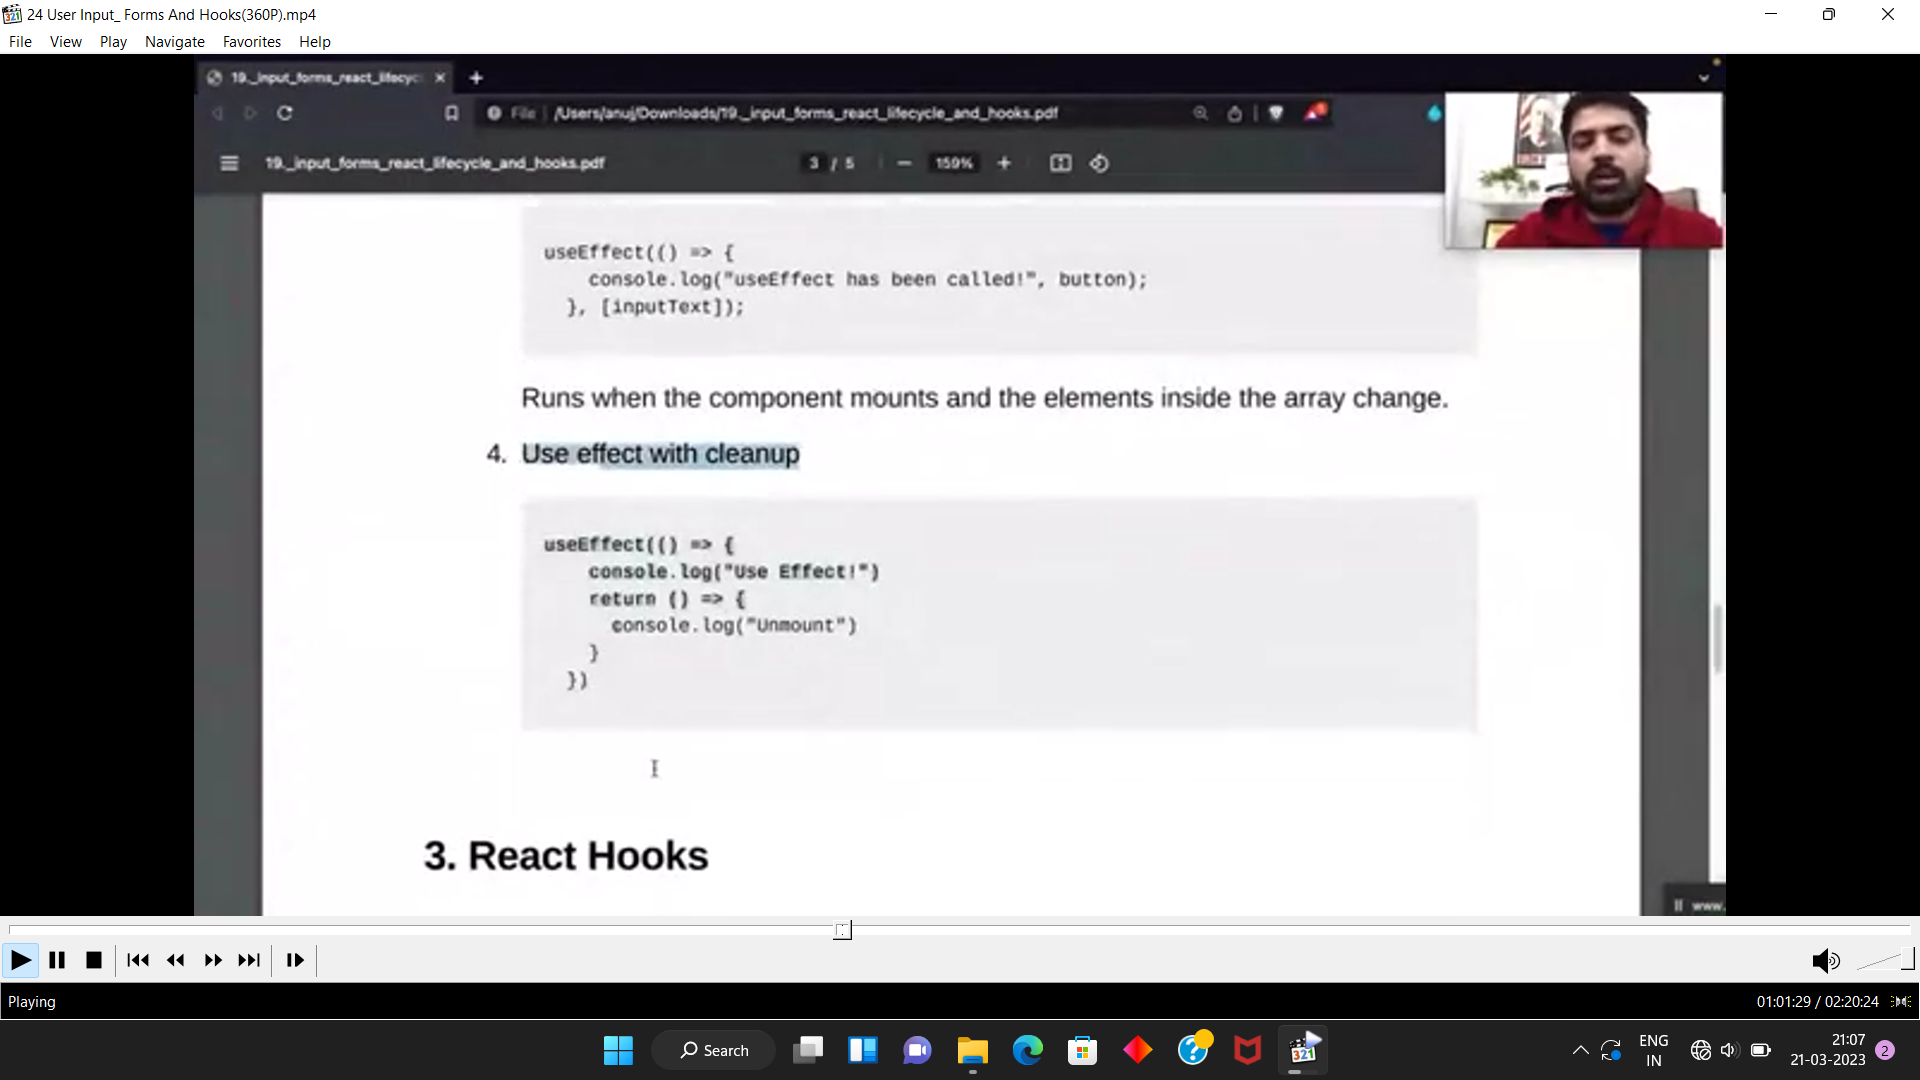 24 User Input_ Forms And Hooks(360P).mp4
File View Play Navigate Favorites Help
19._input_forms_react_lifecyc
File /Users/anuj/Downloads/19._input_forms_react_lifecycle_and_hooks.pdf
19._input_forms_react_lifecycle_and_hooks.pdf 3 / 5 159%
useEffect(() => {
console.log("useEffect has been called!", button);
}, [inputText]);
Runs when the component mounts and the elements inside the array change.
4. Use effect with cleanup
useEffect(() => {
console.log("Use Effect!")
return () => {
console.log("Unmount")
}
})
3. React Hooks
www.
Playing 01:01:29 / 02:20:24
Search
321
ENG
IN
21:07
21-03-2023
2